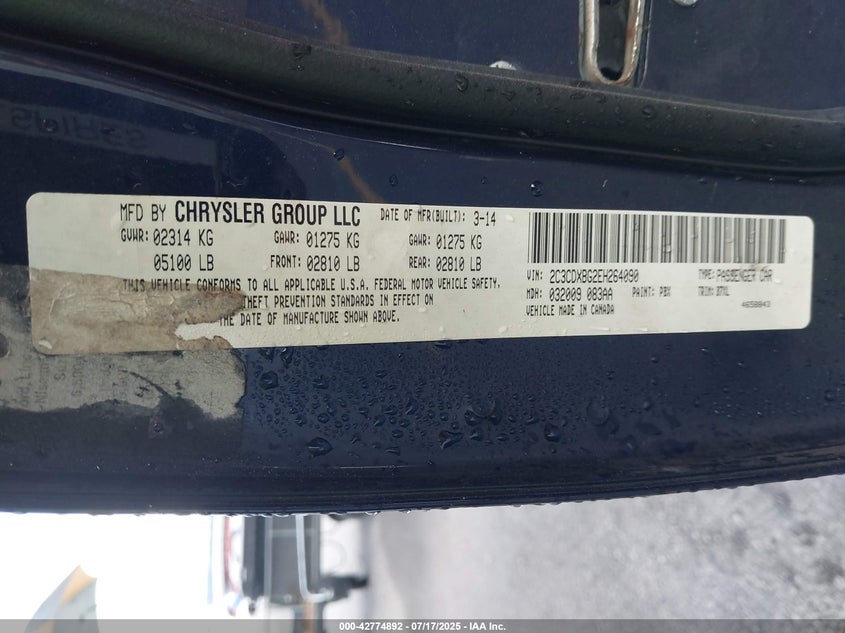 MFD BY CHRYSLER GROUP LLC DATE OF MFR(BUILT): 3-14
GVWR: 02314 KG GAWR: 01275 KG GAWR: 01275 KG
05100 LB FRONT: 02810 LB REAR: 02810 LB
THIS VEHICLE CONFORMS TO ALL APPLICABLE U.S.A. FEDERAL MOTOR VEHICLE SAFETY,
THEFT PREVENTION STANDARDS IN EFFECT ON
THE DATE OF MANUFACTURE SHOWN ABOVE.
VIN: 2C3CDXBG2EH264090 TYPE: PASSENGER CAR
MDH: 032009 083AA PAINT: PBX TRIM: B7XL
VEHICLE MADE IN CANADA 4658843
000-42774892 - 07/17/2025 - IAA Inc.